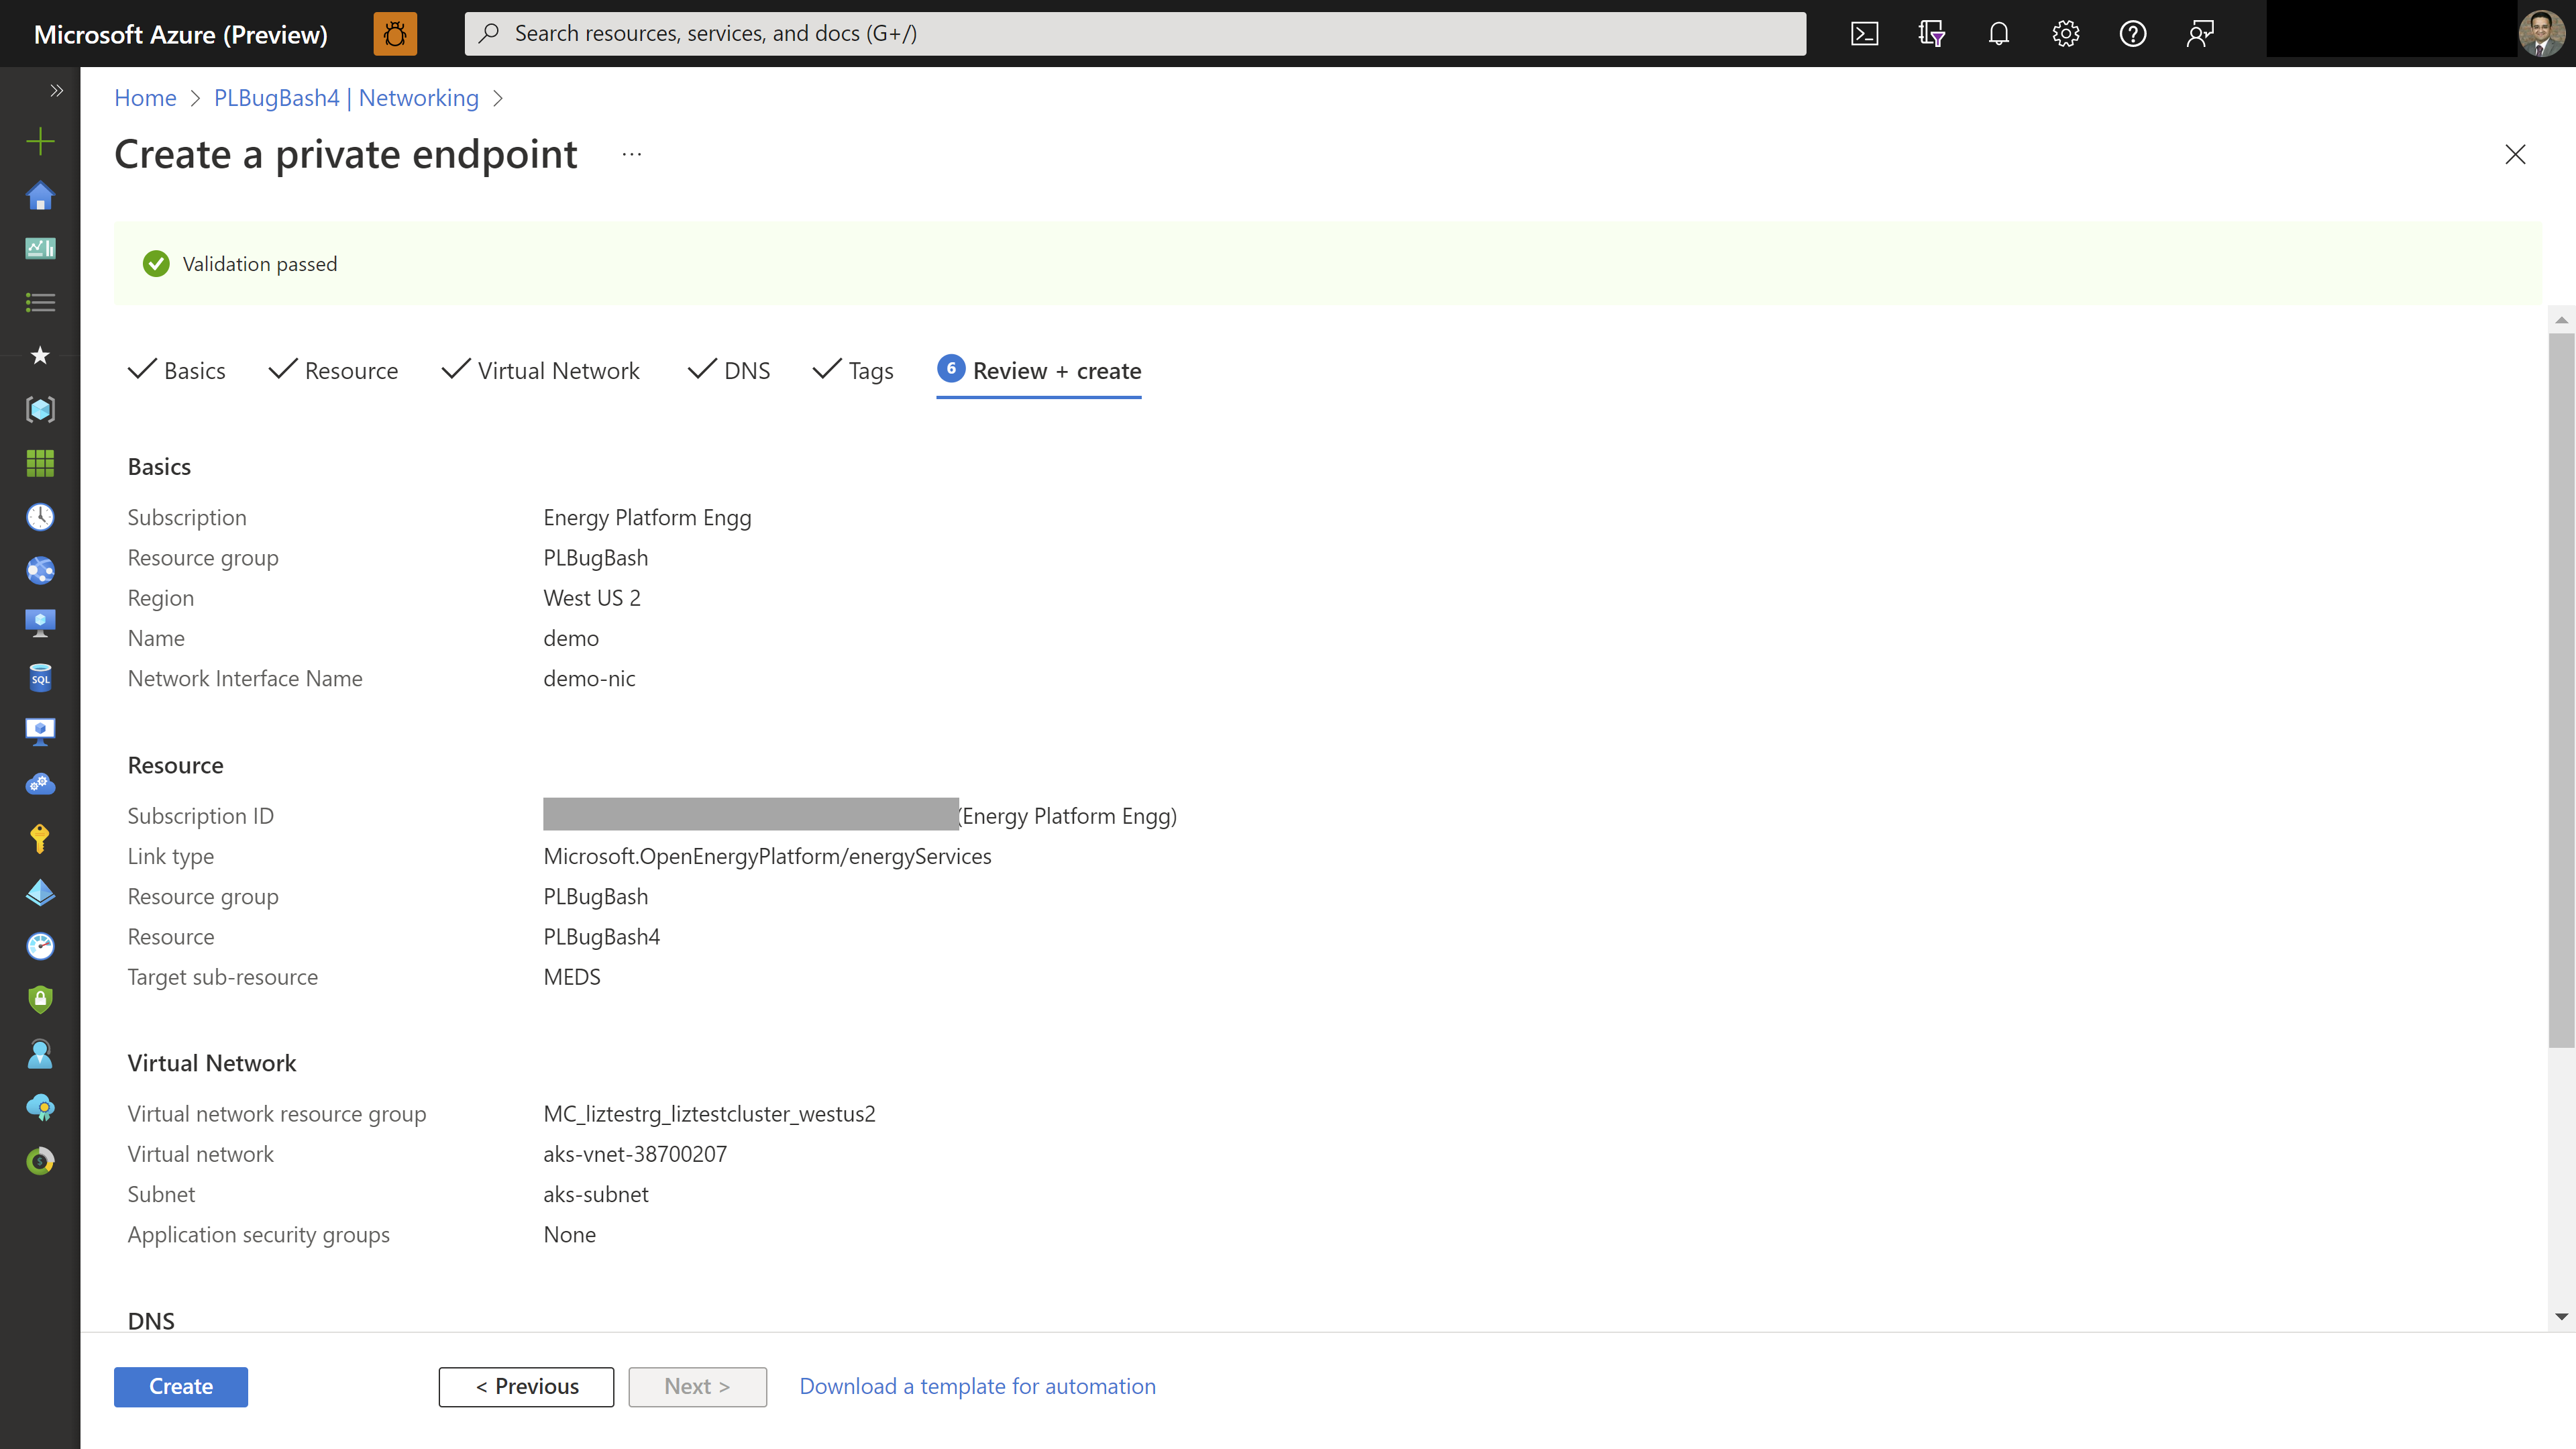 Microsoft Azure (Preview)
Search resources, services, and docs (G+/)
Home > PLBugBash4 | Networking >
Create a private endpoint ...
Validation passed
Basics Resource Virtual Network DNS Tags 6 Review + create
Basics
Subscription Energy Platform Engg
Resource group PLBugBash
Region West US 2
Name demo
Network Interface Name demo-nic
Resource
Subscription ID (Energy Platform Engg)
Link type Microsoft.OpenEnergyPlatform/energyServices
Resource group PLBugBash
Resource PLBugBash4
Target sub-resource MEDS
Virtual Network
Virtual network resource group MC_liztestrg_liztestcluster_westus2
Virtual network aks-vnet-38700207
Subnet aks-subnet
Application security groups None
DNS
Create < Previous Next > Download a template for automation
SQL